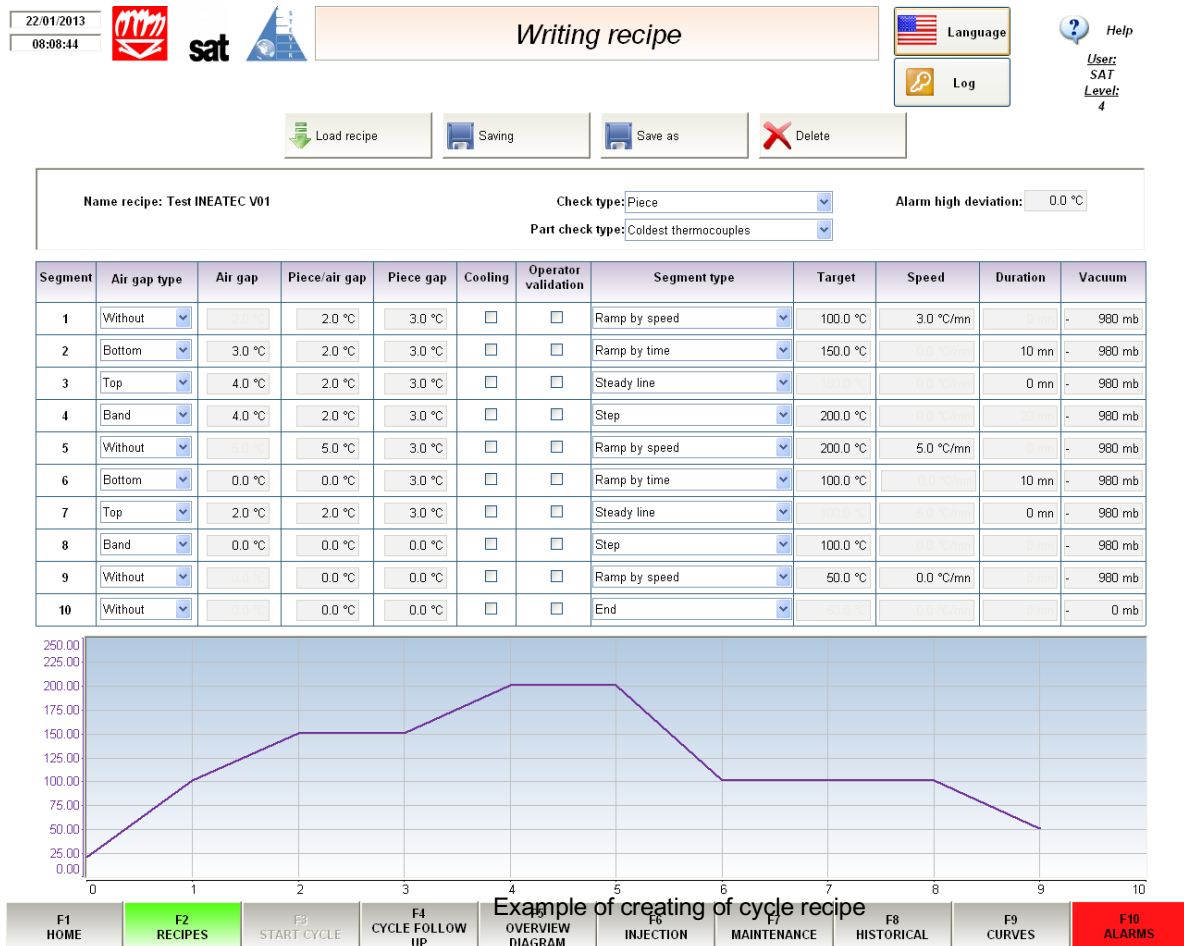 22/01/2013
08:08:44
sat
STERIK
Writing recipe
Language
Log
Help
User:
SAT
Level:
4
Load recipe
Saving
Save as
Delete
Name recipe: Test INEATEC V01
Check type: Piece
Alarm high deviation: 0.0 °C
Part check type: Coldest thermocouples
Segment Air gap type Air gap Piece/air gap Piece gap Cooling Operator validation Segment type Target Speed Duration Vacuum
1 Without 2.0 °C 3.0 °C Ramp by speed 100.0 °C 3.0 °C/mn - 980 mb
2 Bottom 3.0 °C 2.0 °C 3.0 °C Ramp by time 150.0 °C 10 mn - 980 mb
3 Top 4.0 °C 2.0 °C 3.0 °C Steady line 0 mn - 980 mb
4 Band 4.0 °C 2.0 °C 3.0 °C Step 200.0 °C - 980 mb
5 Without 5.0 °C 3.0 °C Ramp by speed 200.0 °C 5.0 °C/mn - 980 mb
6 Bottom 0.0 °C 0.0 °C 3.0 °C Ramp by time 100.0 °C 10 mn - 980 mb
7 Top 2.0 °C 2.0 °C 3.0 °C Steady line 0 mn - 980 mb
8 Band 0.0 °C 0.0 °C 0.0 °C Step 100.0 °C - 980 mb
9 Without 0.0 °C 0.0 °C Ramp by speed 50.0 °C 0.0 °C/mn - 980 mb
10 Without 0.0 °C 0.0 °C End - 0 mb
250.00
225.00
200.00
175.00
150.00
125.00
100.00
75.00
50.00
25.00
0.00
0 1 2 3 4 5 6 7 8 9 10
Example of creating of cycle recipe
F1 HOME
F2 RECIPES
F3 START CYCLE
F4 CYCLE FOLLOW UP
F5 OVERVIEW DIAGRAM
F6 INJECTION
F7 MAINTENANCE
F8 HISTORICAL
F9 CURVES
F10 ALARMS